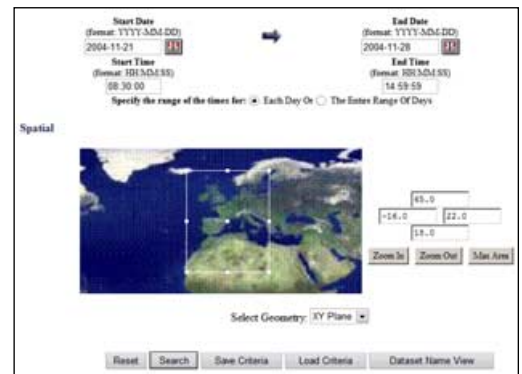 Start Date
(format: YYYY-MM-DD)
2004-11-21
End Date
(format: YYYY-MM-DD)
2004-11-28
Start Time
(format: HH:MM:SS)
08:30:00
End Time
(format: HH:MM:SS)
14:59:59
Specify the range of the times for: Each Day Or The Entire Range Of Days
Spatial
65.0
-16.0 22.0
18.0
Zoom In Zoom Out Max Area
Select Geometry: XY Plane
Reset Search Save Criteria Load Criteria Dataset Name View